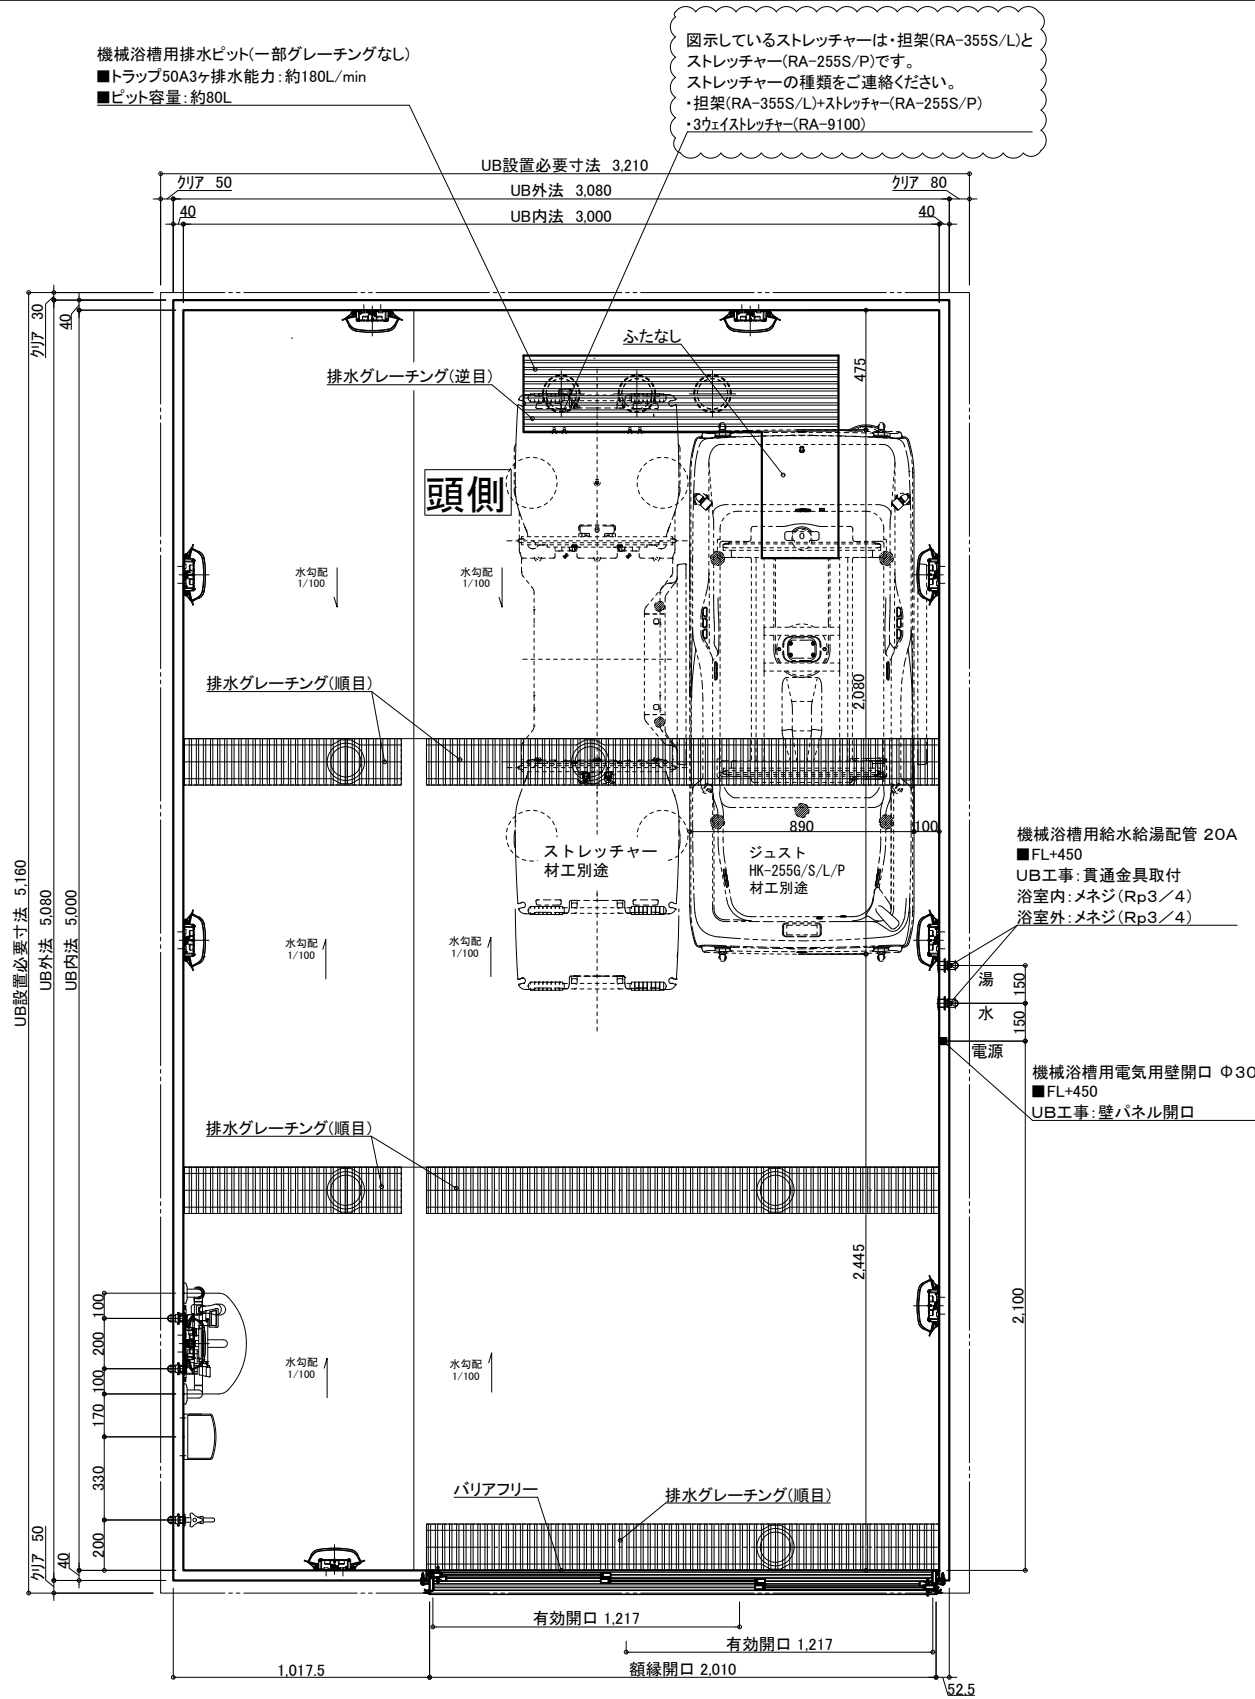 機械浴槽用排水ピット(一部グレーチングなし)
■トラップ50A3ヶ排水能力：約180L/min
■ピット容量：約80L
図示しているストレッチャーは・担架(RA-355S/L)と
ストレッチャー(RA-255S/P)です。
ストレッチャーの種類をご連絡ください。
・担架(RA-355S/L)+ストレッチャー(RA-255S/P)
・3ウェイストレッチャー(RA-9100)
UB設置必要寸法 3,210
クリア 50
UB外法 3,080
クリア 80
40
UB内法 3,000
40
クリア 30
40
ふたなし
475
排水グレーチング(逆目)
頭側
水勾配
1/100
水勾配
1/100
排水グレーチング(順目)
2,080
890
100
ストレッチャー
材工別途
ジュスト
HK-255G/S/L/P
材工別途
機械浴槽用給水給湯配管 20A
■FL+450
UB工事：貫通金具取付
浴室内：メネジ(Rp3／4)
浴室外：メネジ(Rp3／4)
UB設置必要寸法 5,160
UB外法 5,080
UB内法 5,000
水勾配
1/100
水勾配
1/100
湯
150
水
150
電源
機械浴槽用電気用壁開口 Φ30
■FL+450
UB工事：壁パネル開口
排水グレーチング(順目)
2,445
2,100
100
200
100
170
330
200
水勾配
1/100
水勾配
1/100
バリアフリー
排水グレーチング(順目)
クリア 50
40
有効開口 1,217
有効開口 1,217
1,017.5
額縁開口 2,010
52.5